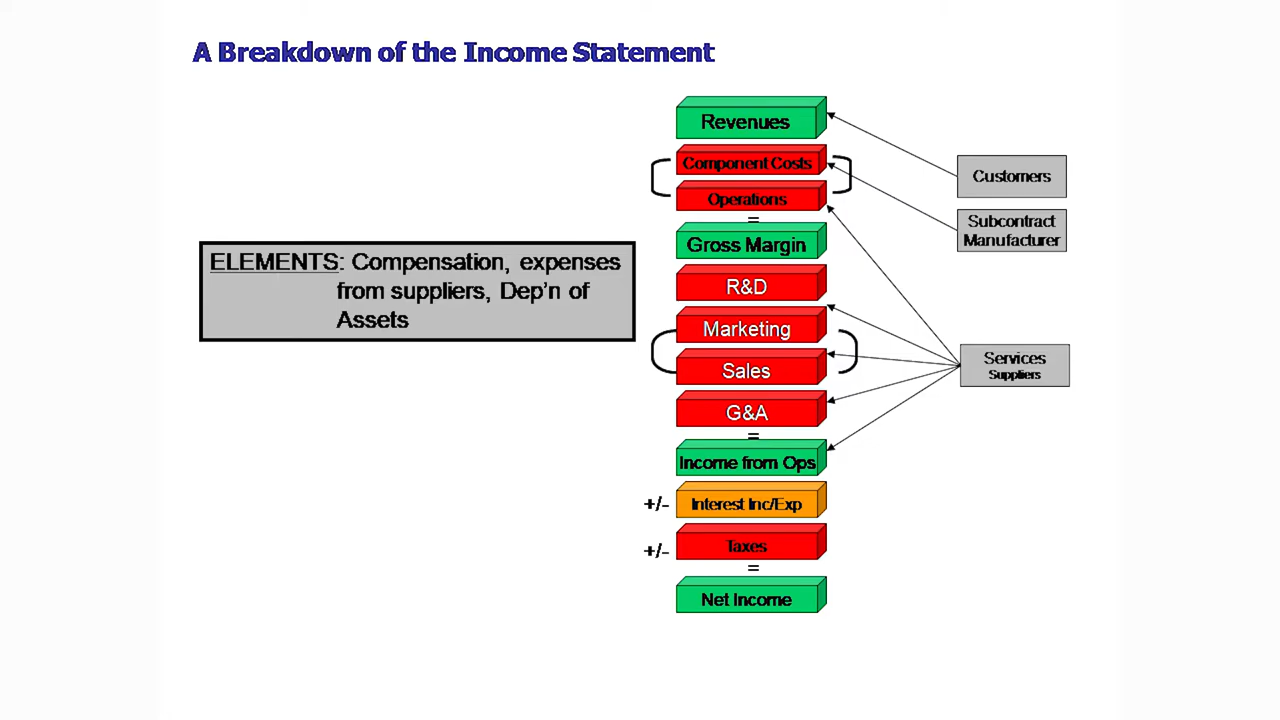 A Breakdown of the Income Statement
Revenues
Component Costs
Operations
=
Gross Margin
R&D
Marketing
Sales
G&A
=
Income from Ops
+/- Interest Inc/Exp
+/- Taxes
=
Net Income
ELEMENTS: Compensation, expenses
from suppliers, Dep'n of
Assets
Customers
Subcontract
Manufacturer
Services
Suppliers